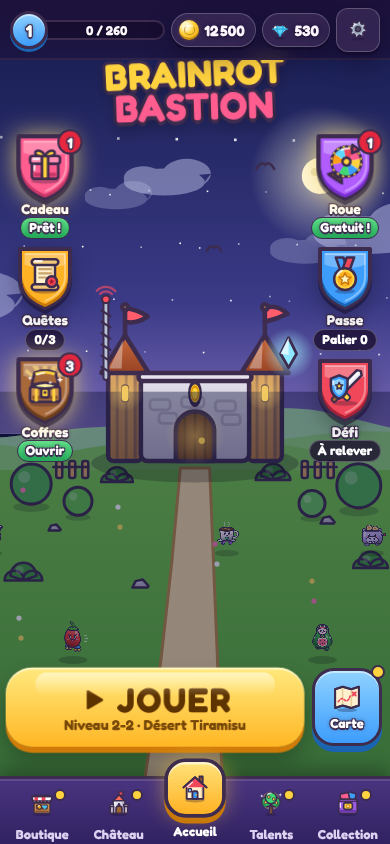 1
0 / 260
12 500
530
BRAINROT
BASTION
1
Cadeau
Prêt !
1
Roue
Gratuit !
Quêtes
0/3
Passe
Palier 0
3
Coffres
Ouvrir
Défi
À relever
JOUER
Niveau 2-2 · Désert Tiramisu
Carte
Boutique
Château
Accueil
Talents
Collection